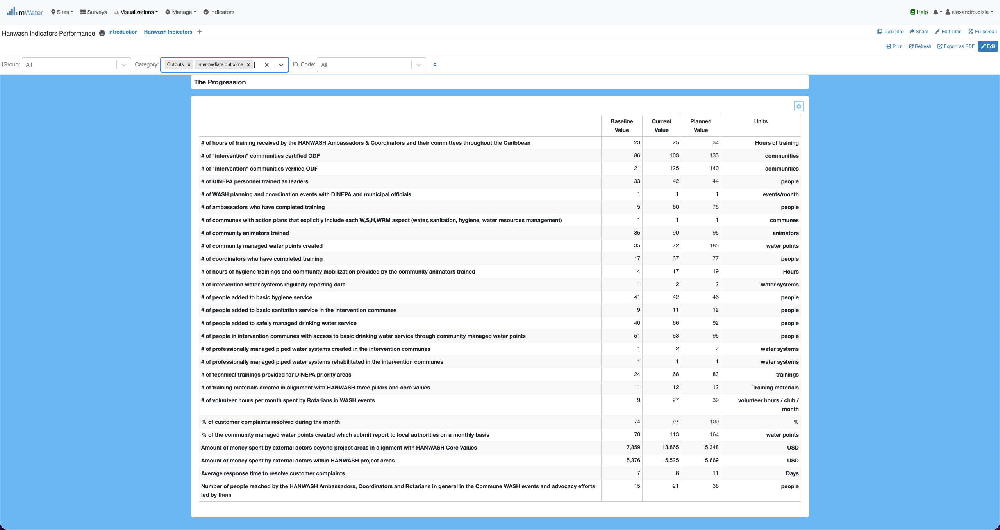 mWater Sites Surveys Visualizations Manage Indicators Help alexandro.disla
Hanwash Indicators Performance Introduction Hanwash Indicators + Duplicate Share Edit Tabs Fullscreen
Print Refresh Export as PDF Edit
IGroup: All Category: Outputs × Intermediate outcome × ID_Code: All
The Progression
Baseline Value Current Value Planned Value Units
# of hours of training received by the HANWASH Ambassadors & Coordinators and their committees throughout the Caribbean 23 25 34 Hours of training
# of "intervention" communities certified ODF 86 103 133 communities
# of "intervention" communities verified ODF 21 125 140 communities
# of DINEPA personnel trained as leaders 33 42 44 people
# of WASH planning and coordination events with DINEPA and municipal officials 1 1 1 events/month
# of ambassadors who have completed training 5 60 75 people
# of communes with action plans that explicitly include each W,S,H,WRM aspect (water, sanitation, hygiene, water resources management) 1 1 1 communes
# of community animators trained 85 90 95 animators
# of community managed water points created 35 72 185 water points
# of coordinators who have completed training 17 37 77 people
# of hours of hygiene trainings and community mobilization provided by the community animators trained 14 17 19 Hours
# of intervention water systems regularly reporting data 1 2 2 water systems
# of people added to basic hygiene service 41 42 46 people
# of people added to basic sanitation service in the intervention communes 9 11 12 people
# of people added to safely managed drinking water service 40 66 92 people
# of people in intervention communes with access to basic drinking water service through community managed water points 51 63 95 people
# of professionally managed piped water systems created in the intervention communes 1 2 2 water systems
# of professionally managed piped water systems rehabilitated in the intervention communes 1 1 1 water systems
# of technical trainings provided for DINEPA priority areas 24 68 83 trainings
# of training materials created in alignment with HANWASH three pillars and core values 11 12 12 Training materials
# of volunteer hours per month spent by Rotarians in WASH events 9 27 39 volunteer hours / club /
month
% of customer complaints resolved during the month 74 97 100 %
% of the community managed water points created which submit report to local authorities on a monthly basis 70 113 164 water points
Amount of money spent by external actors beyond project areas in alignment with HANWASH Core Values 7,859 13,865 15,348 USD
Amount of money spent by external actors within HANWASH project areas 5,376 5,525 5,669 USD
Average response time to resolve customer complaints 7 8 11 Days
Number of people reached by the HANWASH Ambassadors, Coordinators and Rotarians in general in the Commune WASH events and advocacy efforts 15 21 38 people
led by them